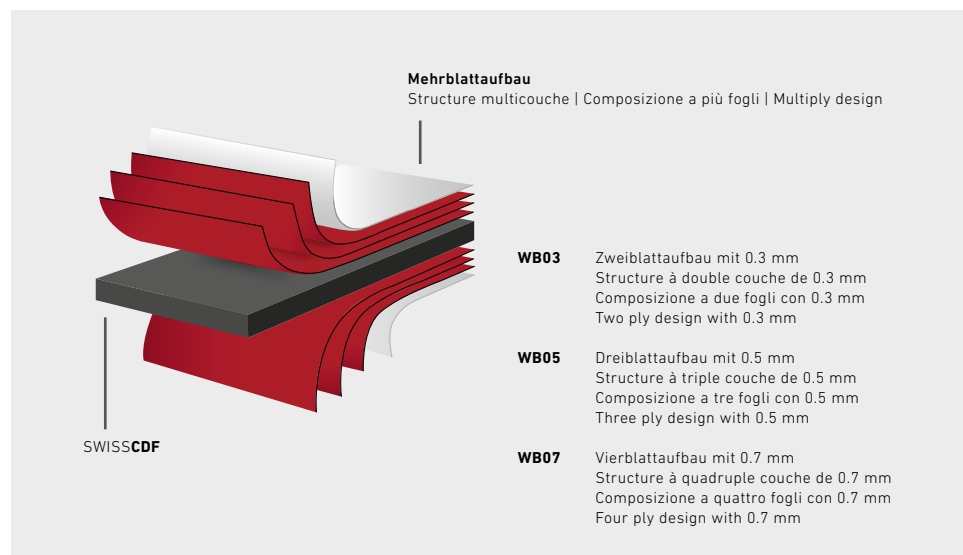 Mehrblattaufbau
Structure multicouche | Composizione a più fogli | Multiply design
WB03 Zweiblattaufbau mit 0.3 mm
Structure à double couche de 0.3 mm
Composizione a due fogli con 0.3 mm
Two ply design with 0.3 mm
WB05 Dreiblattaufbau mit 0.5 mm
Structure à triple couche de 0.5 mm
Composizione a tre fogli con 0.5 mm
Three ply design with 0.5 mm
SWISSCDF
WB07 Vierblattaufbau mit 0.7 mm
Structure à quadruple couche de 0.7 mm
Composizione a quattro fogli con 0.7 mm
Four ply design with 0.7 mm